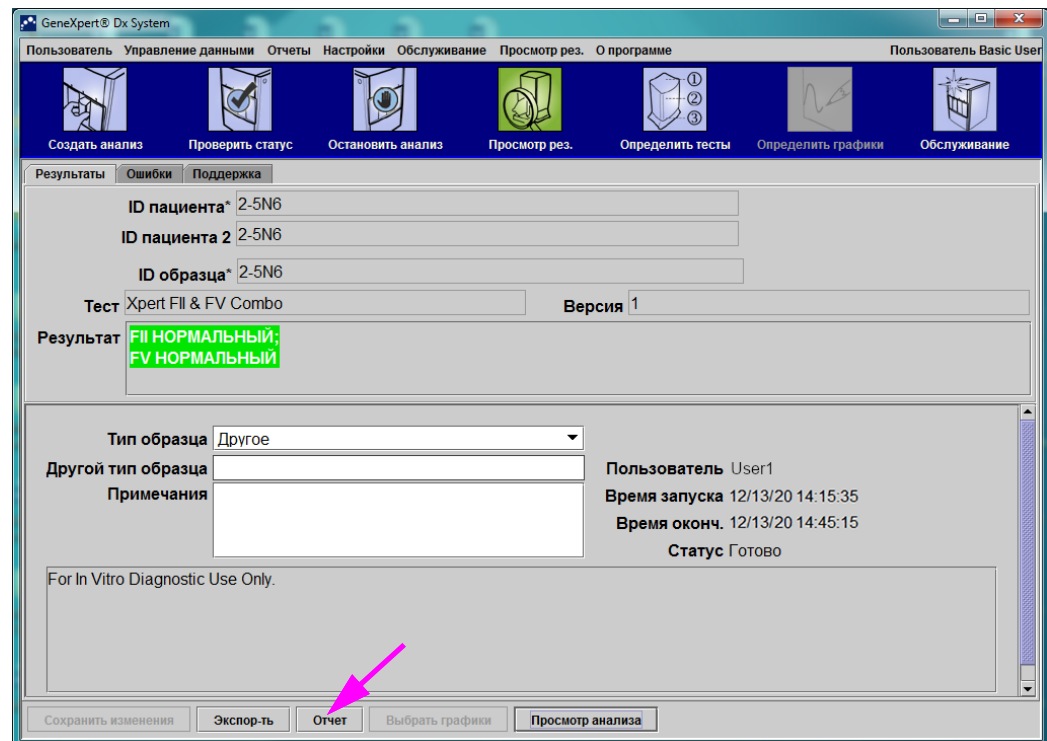 GeneXpert® Dx System
Пользователь Управление данными Отчеты Настройки Обслуживание Просмотр рез. О программе Пользователь Basic User
Создать анализ Проверить статус Остановить анализ Просмотр рез. Определить тесты Определить графики Обслуживание
Результаты Ошибки Поддержка
ID пациента* 2-5N6
ID пациента 2 2-5N6
ID образца* 2-5N6
Тест Xpert FII & FV Combo Версия 1
Результат FII НОРМАЛЬНЫЙ;
FV НОРМАЛЬНЫЙ
Тип образца Другое
Другой тип образца Пользователь User1
Примечания Время запуска 12/13/20 14:15:35
Время оконч. 12/13/20 14:45:15
Статус Готово
For In Vitro Diagnostic Use Only.
Сохранить изменения Экспор-ть Отчет Выбрать графики Просмотр анализа